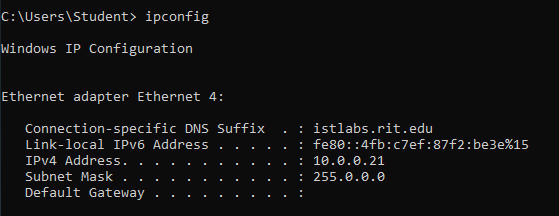 C:\Users\Student> ipconfig
Windows IP Configuration
Ethernet adapter Ethernet 4:
Connection-specific DNS Suffix  . : istlabs.rit.edu
Link-local IPv6 Address . . . . . : fe80::4fb:c7ef:87f2:be3e%15
IPv4 Address. . . . . . . . . . . : 10.0.0.21
Subnet Mask . . . . . . . . . . . : 255.0.0.0
Default Gateway . . . . . . . . . :